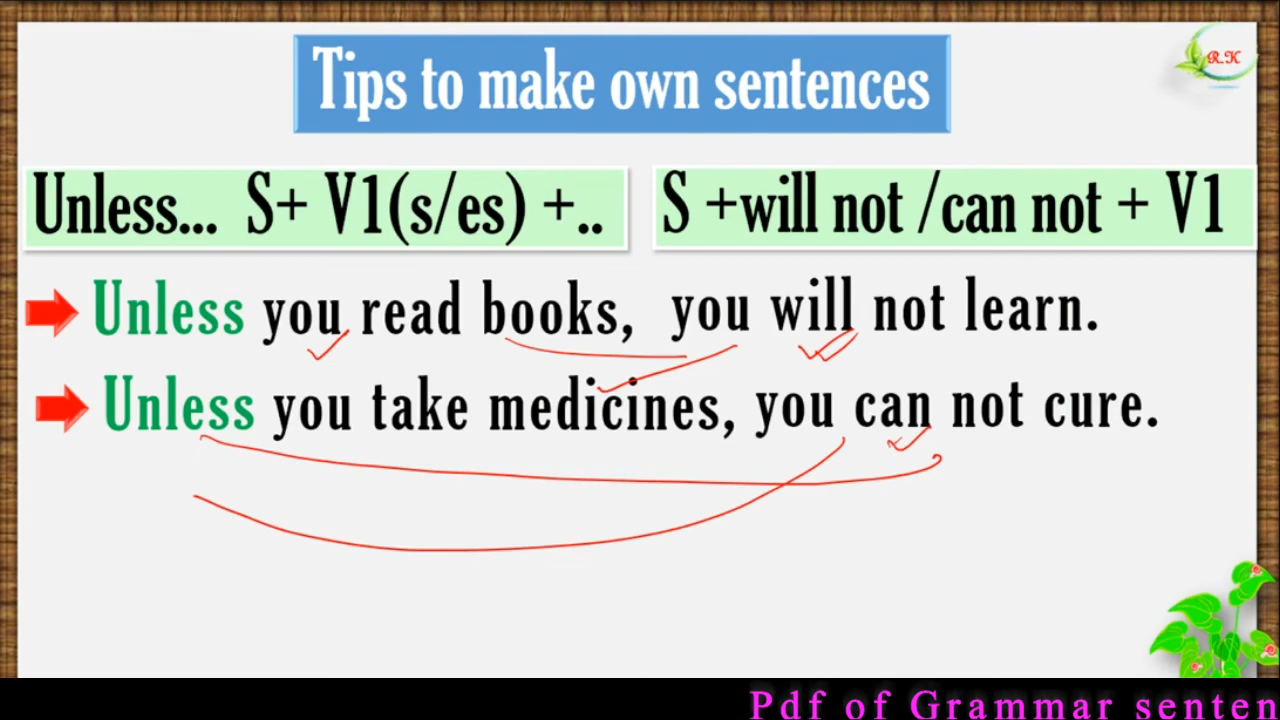 R.K
Tips to make own sentences
Unless... S+ V1(s/es) +..
S +will not /can not + V1
Unless you read books, you will not learn.
Unless you take medicines, you can not cure.
Pdf of Grammar senten